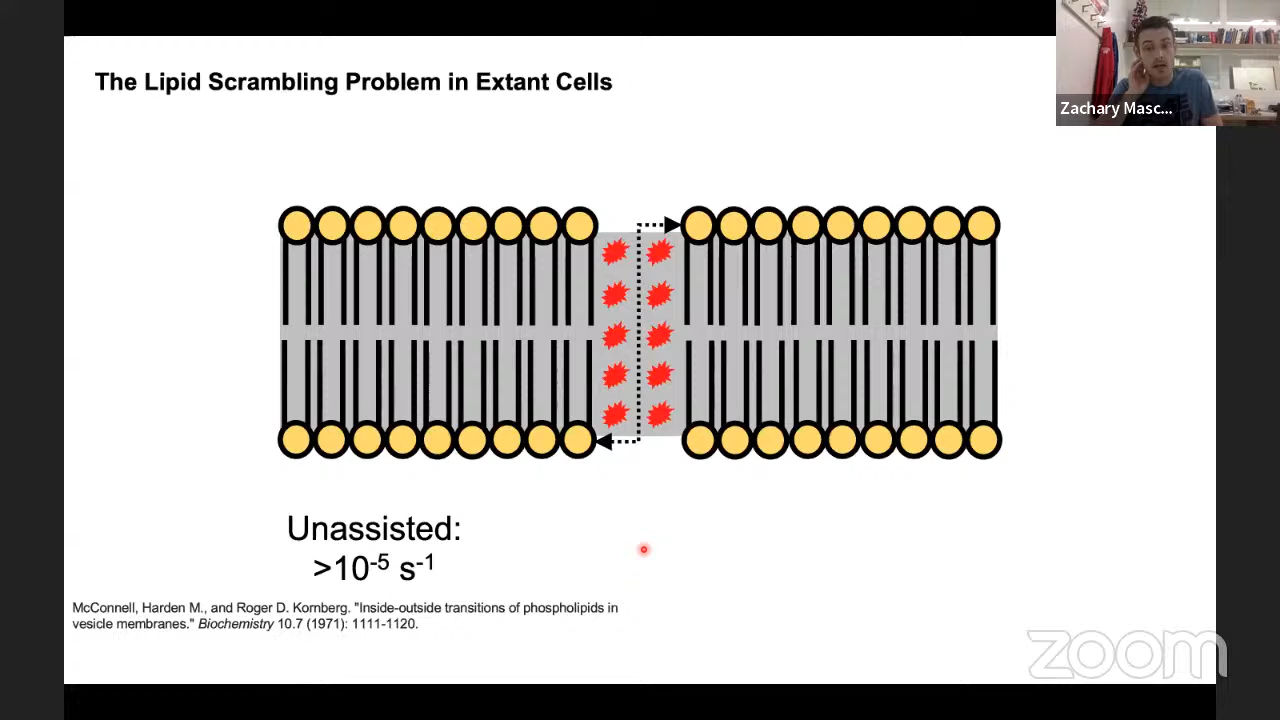 The Lipid Scrambling Problem in Extant Cells
Zachary Masc...
Unassisted:
>10⁻⁵ s⁻¹
McConnell, Harden M., and Roger D. Kornberg. "Inside-outside transitions of phospholipids in
vesicle membranes." Biochemistry 10.7 (1971): 1111-1120.
zoom